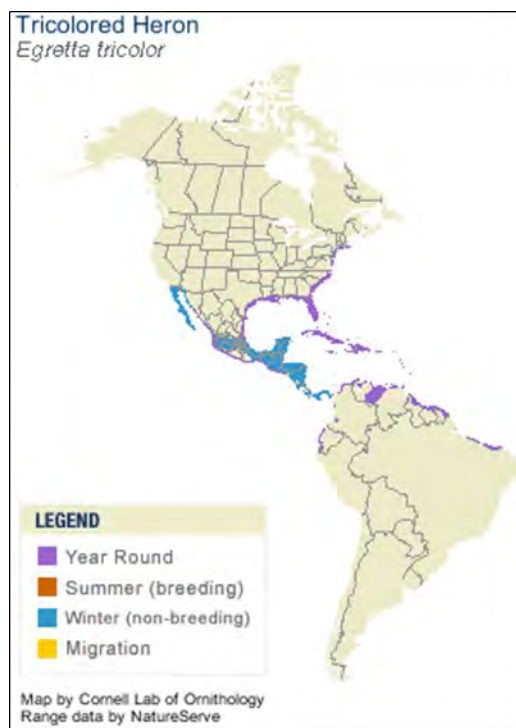 Tricolored Heron
Egretta tricolor
LEGEND
Year Round
Summer (breeding)
Winter (non-breeding)
Migration
Map by Cornell Lab of Ornithology
Range data by NatureServe